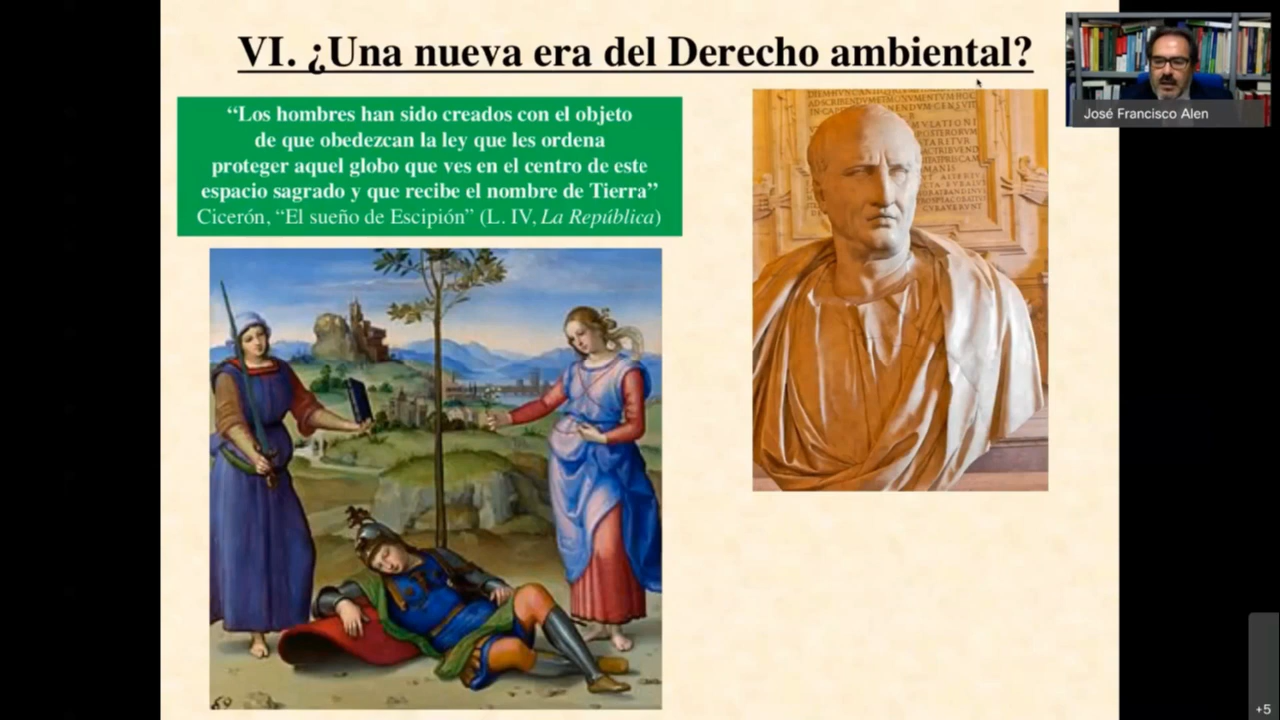 VI. ¿Una nueva era del Derecho ambiental?
“Los hombres han sido creados con el objeto
de que obedezcan la ley que les ordena
proteger aquel globo que ves en el centro de este
espacio sagrado y que recibe el nombre de Tierra”
Cicerón, “El sueño de Escipión” (L. IV, La República)
José Francisco Alen
+5